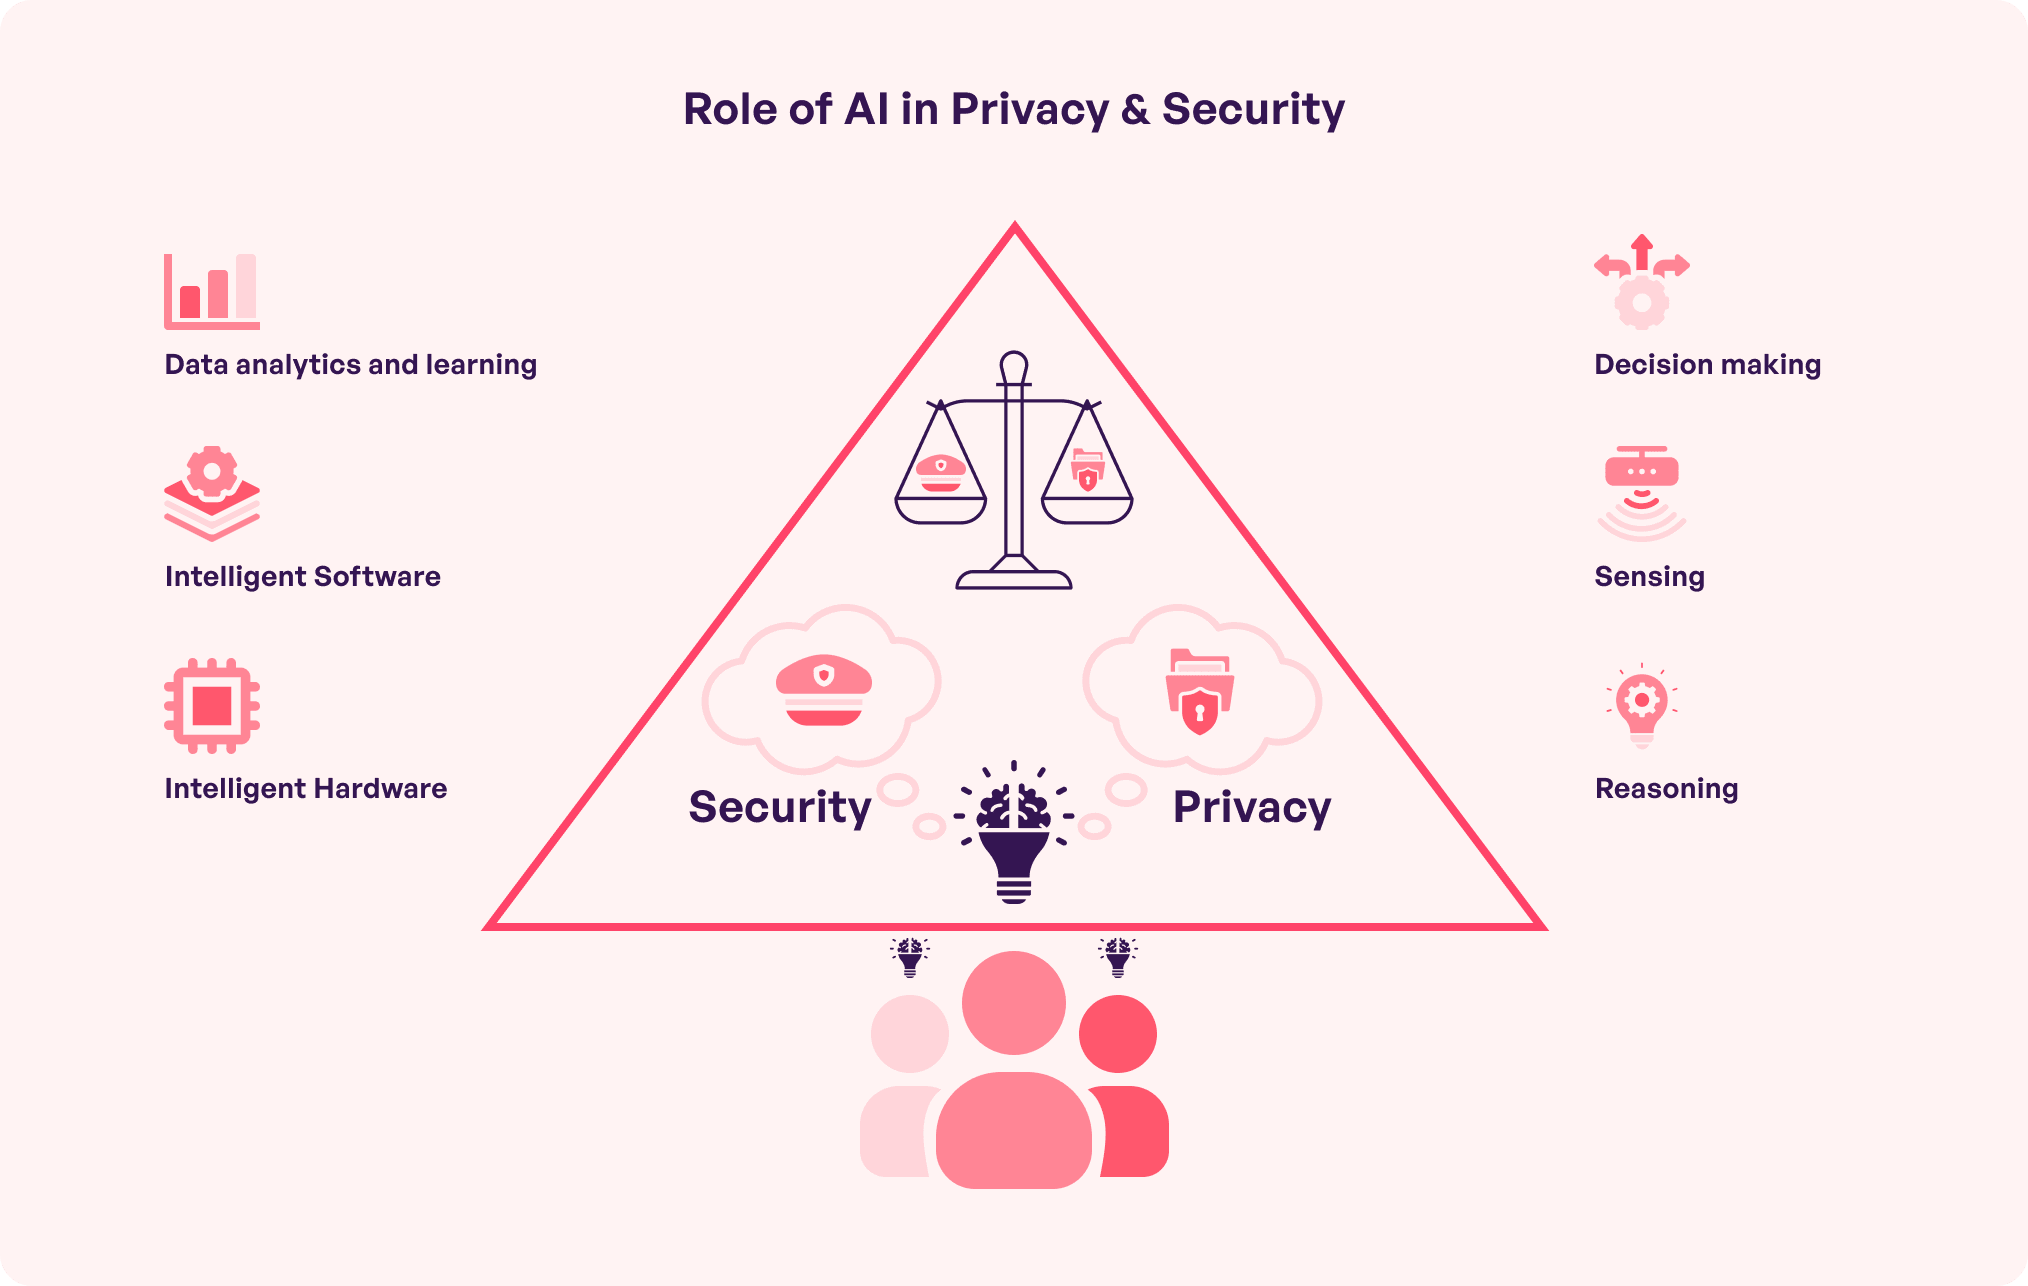 Role of AI in Privacy & Security
Data analytics and learning
Intelligent Software
Intelligent Hardware
Security
Privacy
Decision making
Sensing
Reasoning